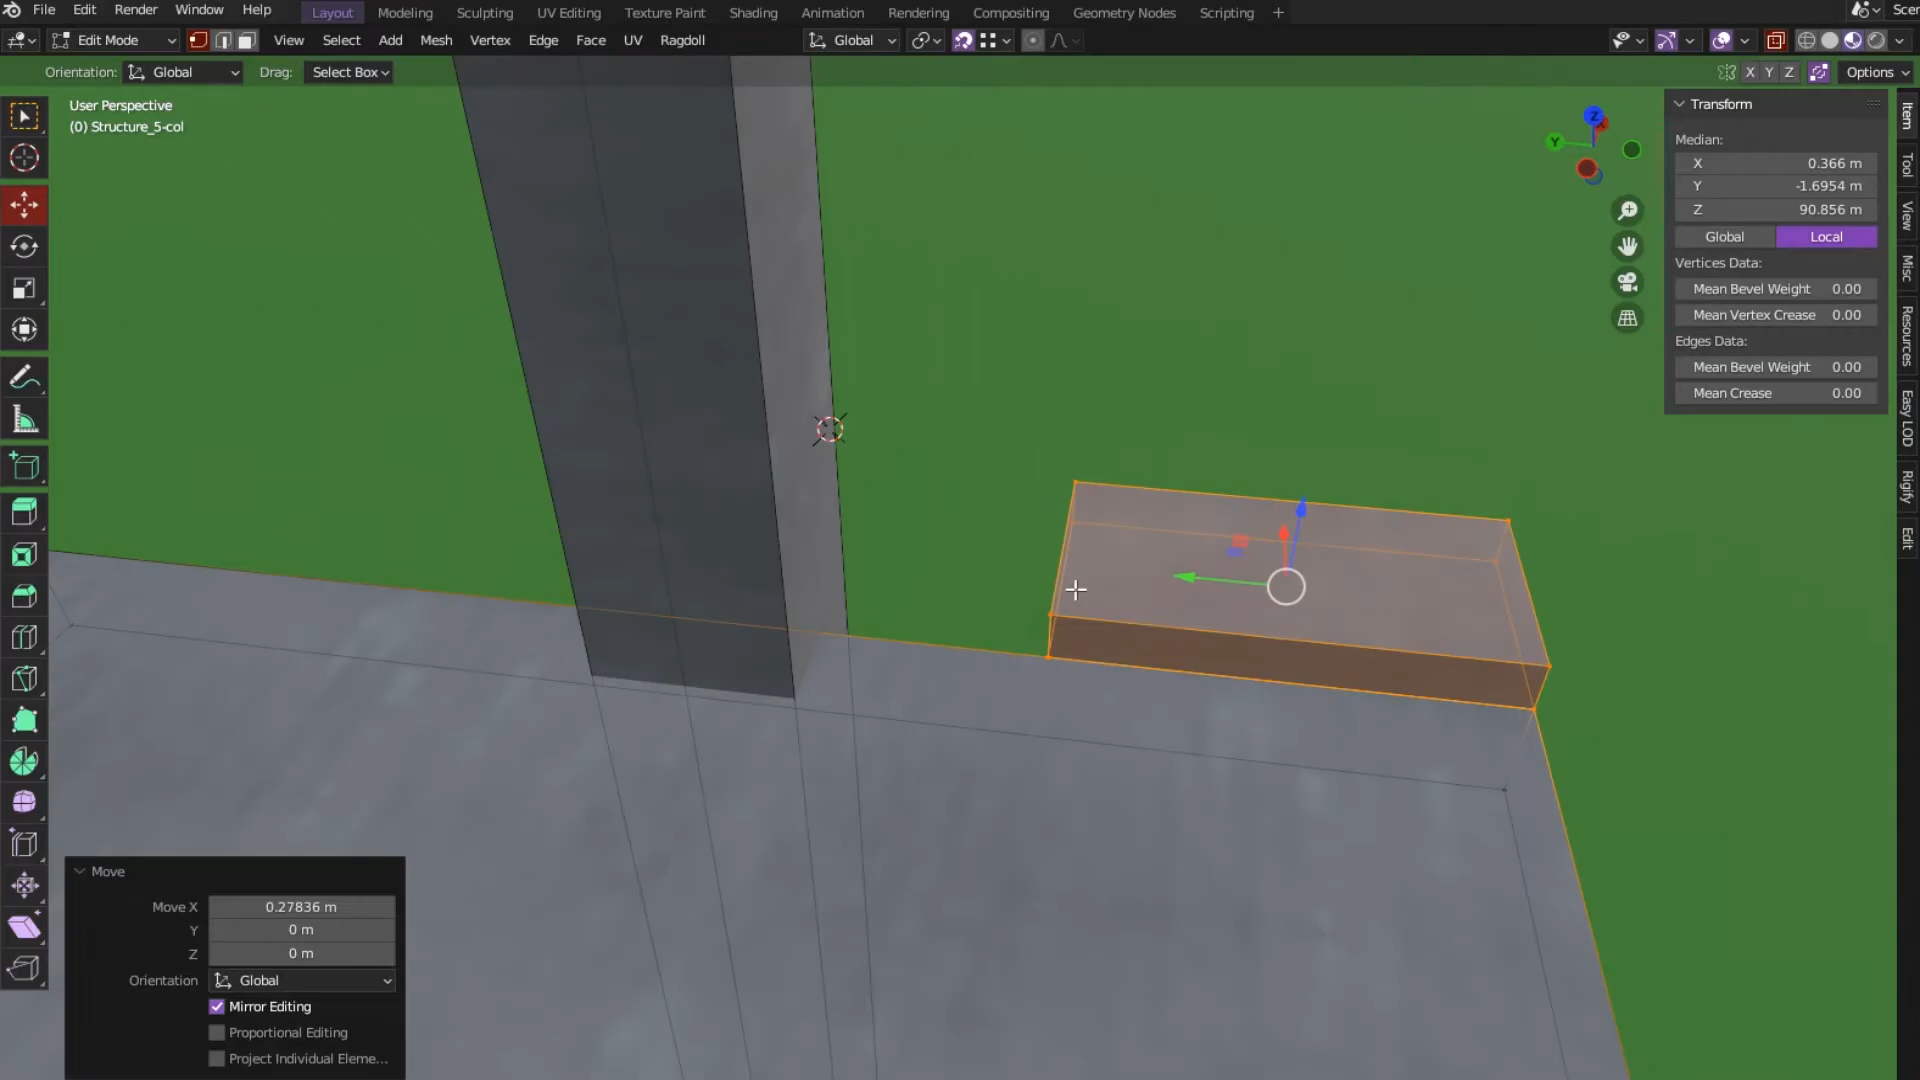 File Edit Render Window Help Layout Modeling Sculpting UV Editing Texture Paint Shading Animation Rendering Compositing Geometry Nodes Scripting + Scer
Edit Mode View Select Add Mesh Vertex Edge Face UV Ragdoll Global
Orientation: Global Drag: Select Box X Y Z Options
User Perspective
(0) Structure_5-col
Z
Y
Transform
Median:
X 0.366 m
Y -1.6954 m
Z 90.856 m
Global Local
Vertices Data:
Mean Bevel Weight 0.00
Mean Vertex Crease 0.00
Edges Data:
Mean Bevel Weight 0.00
Mean Crease 0.00
Item
Tool
View
Misc
Resources
Easy LOD
Rigify
Edit
Move
Move X 0.27836 m
Y 0 m
Z 0 m
Orientation Global
Mirror Editing
Proportional Editing
Project Individual Eleme...